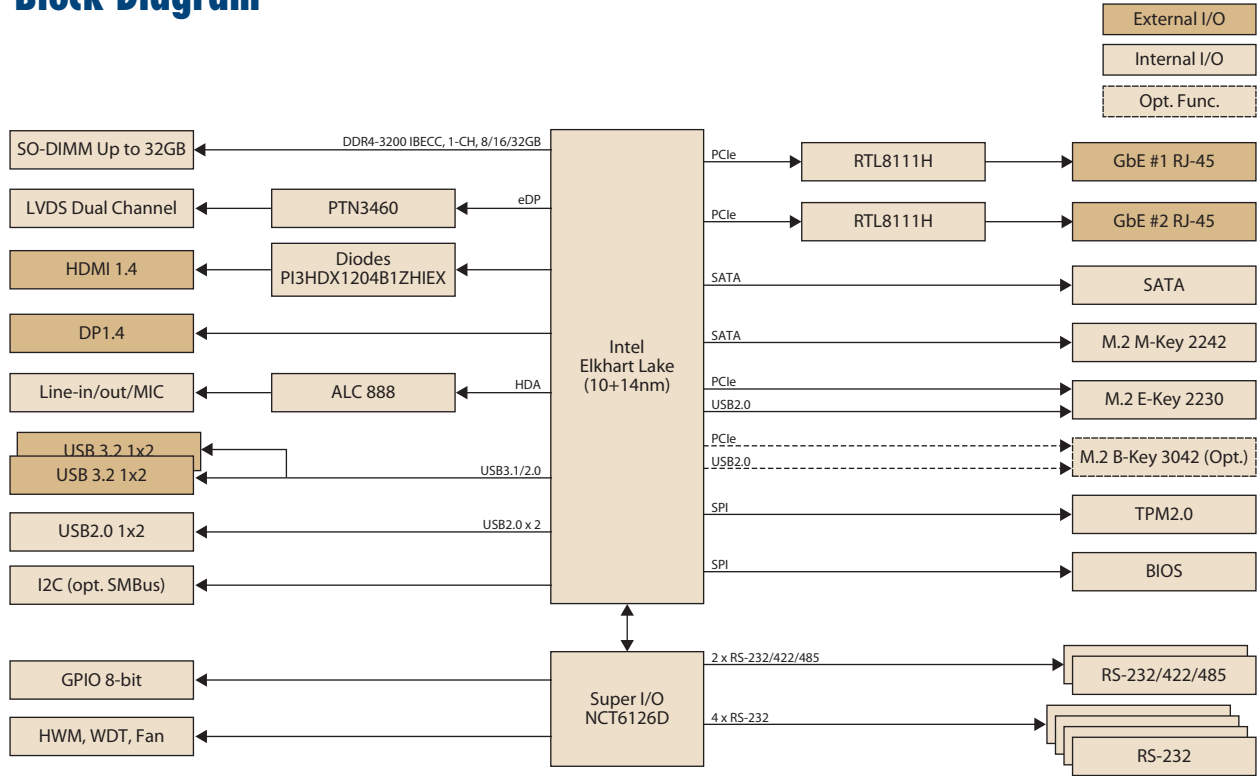 Block Diagram
External I/O
Internal I/O
Opt. Func.
SO-DIMM Up to 32GB
DDR4-3200 IBECC, 1-CH, 8/16/32GB
LVDS Dual Channel
PTN3460
eDP
HDMI 1.4
Diodes
PI3HDX1204B1ZHIEX
DP1.4
Line-in/out/MIC
ALC 888
HDA
USB 3.2 1x2
USB 3.2 1x2
USB3.1/2.0
USB2.0 1x2
USB2.0 x 2
I2C (opt. SMBus)
Intel
Elkhart Lake
(10+14nm)
PCIe
RTL8111H
GbE #1 RJ-45
PCIe
RTL8111H
GbE #2 RJ-45
SATA
SATA
SATA
M.2 M-Key 2242
PCIe
USB2.0
M.2 E-Key 2230
PCIe
USB2.0
M.2 B-Key 3042 (Opt.)
SPI
TPM2.0
SPI
BIOS
GPIO 8-bit
HWM, WDT, Fan
Super I/O
NCT6126D
2 x RS-232/422/485
RS-232/422/485
4 x RS-232
RS-232